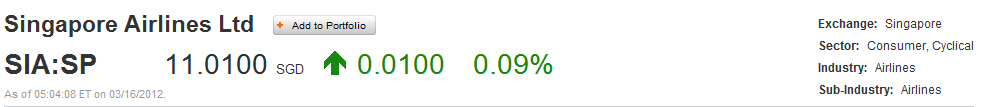 Singapore Airlines Ltd
+ Add to Portfolio
SIA:SP 11.0100 SGD 0.0100 0.09%
As of 05:04:08 ET on 03/16/2012.
Exchange: Singapore
Sector: Consumer, Cyclical
Industry: Airlines
Sub-Industry: Airlines